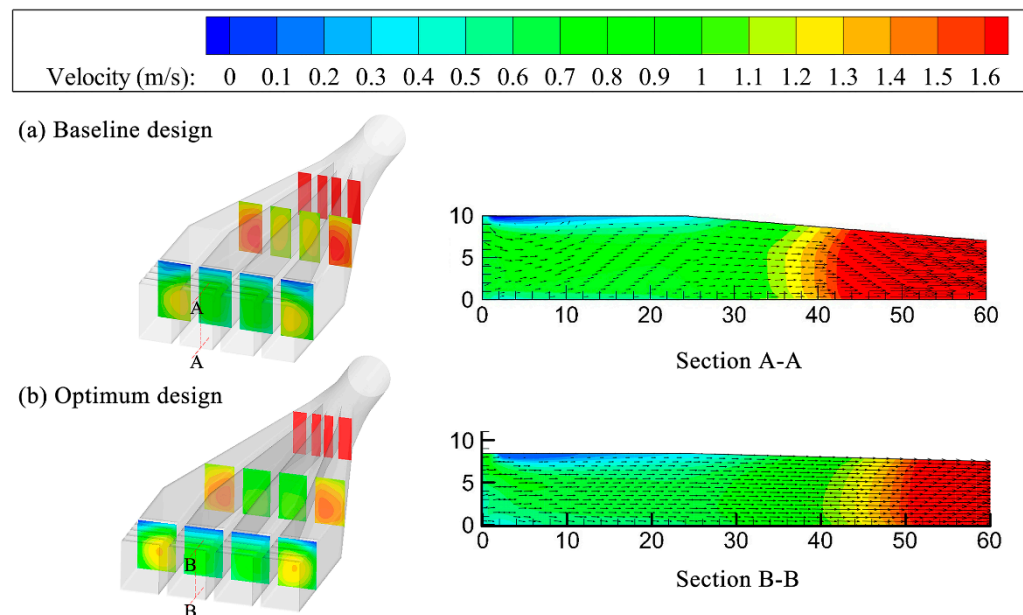 Velocity (m/s): 0 0.1 0.2 0.3 0.4 0.5 0.6 0.7 0.8 0.9 1 1.1 1.2 1.3 1.4 1.5 1.6
(a) Baseline design
A
A
10
5
0
0 10 20 30 40 50 60
Section A-A
(b) Optimum design
B
B
10
5
0
0 10 20 30 40 50 60
Section B-B